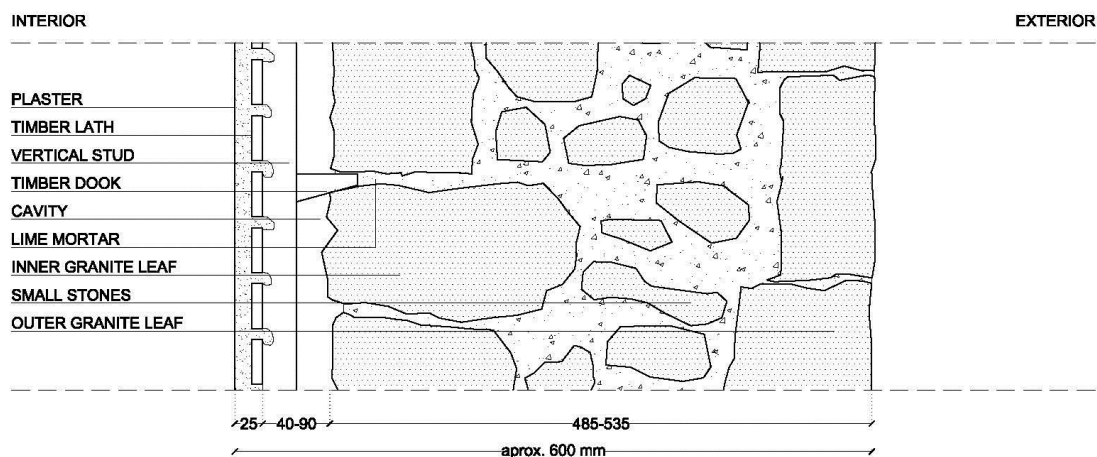 INTERIOR
EXTERIOR
PLASTER
TIMBER LATH
VERTICAL STUD
TIMBER DOOK
CAVITY
LIME MORTAR
INNER GRANITE LEAF
SMALL STONES
OUTER GRANITE LEAF
25 40-90 485-535
aprox. 600 mm